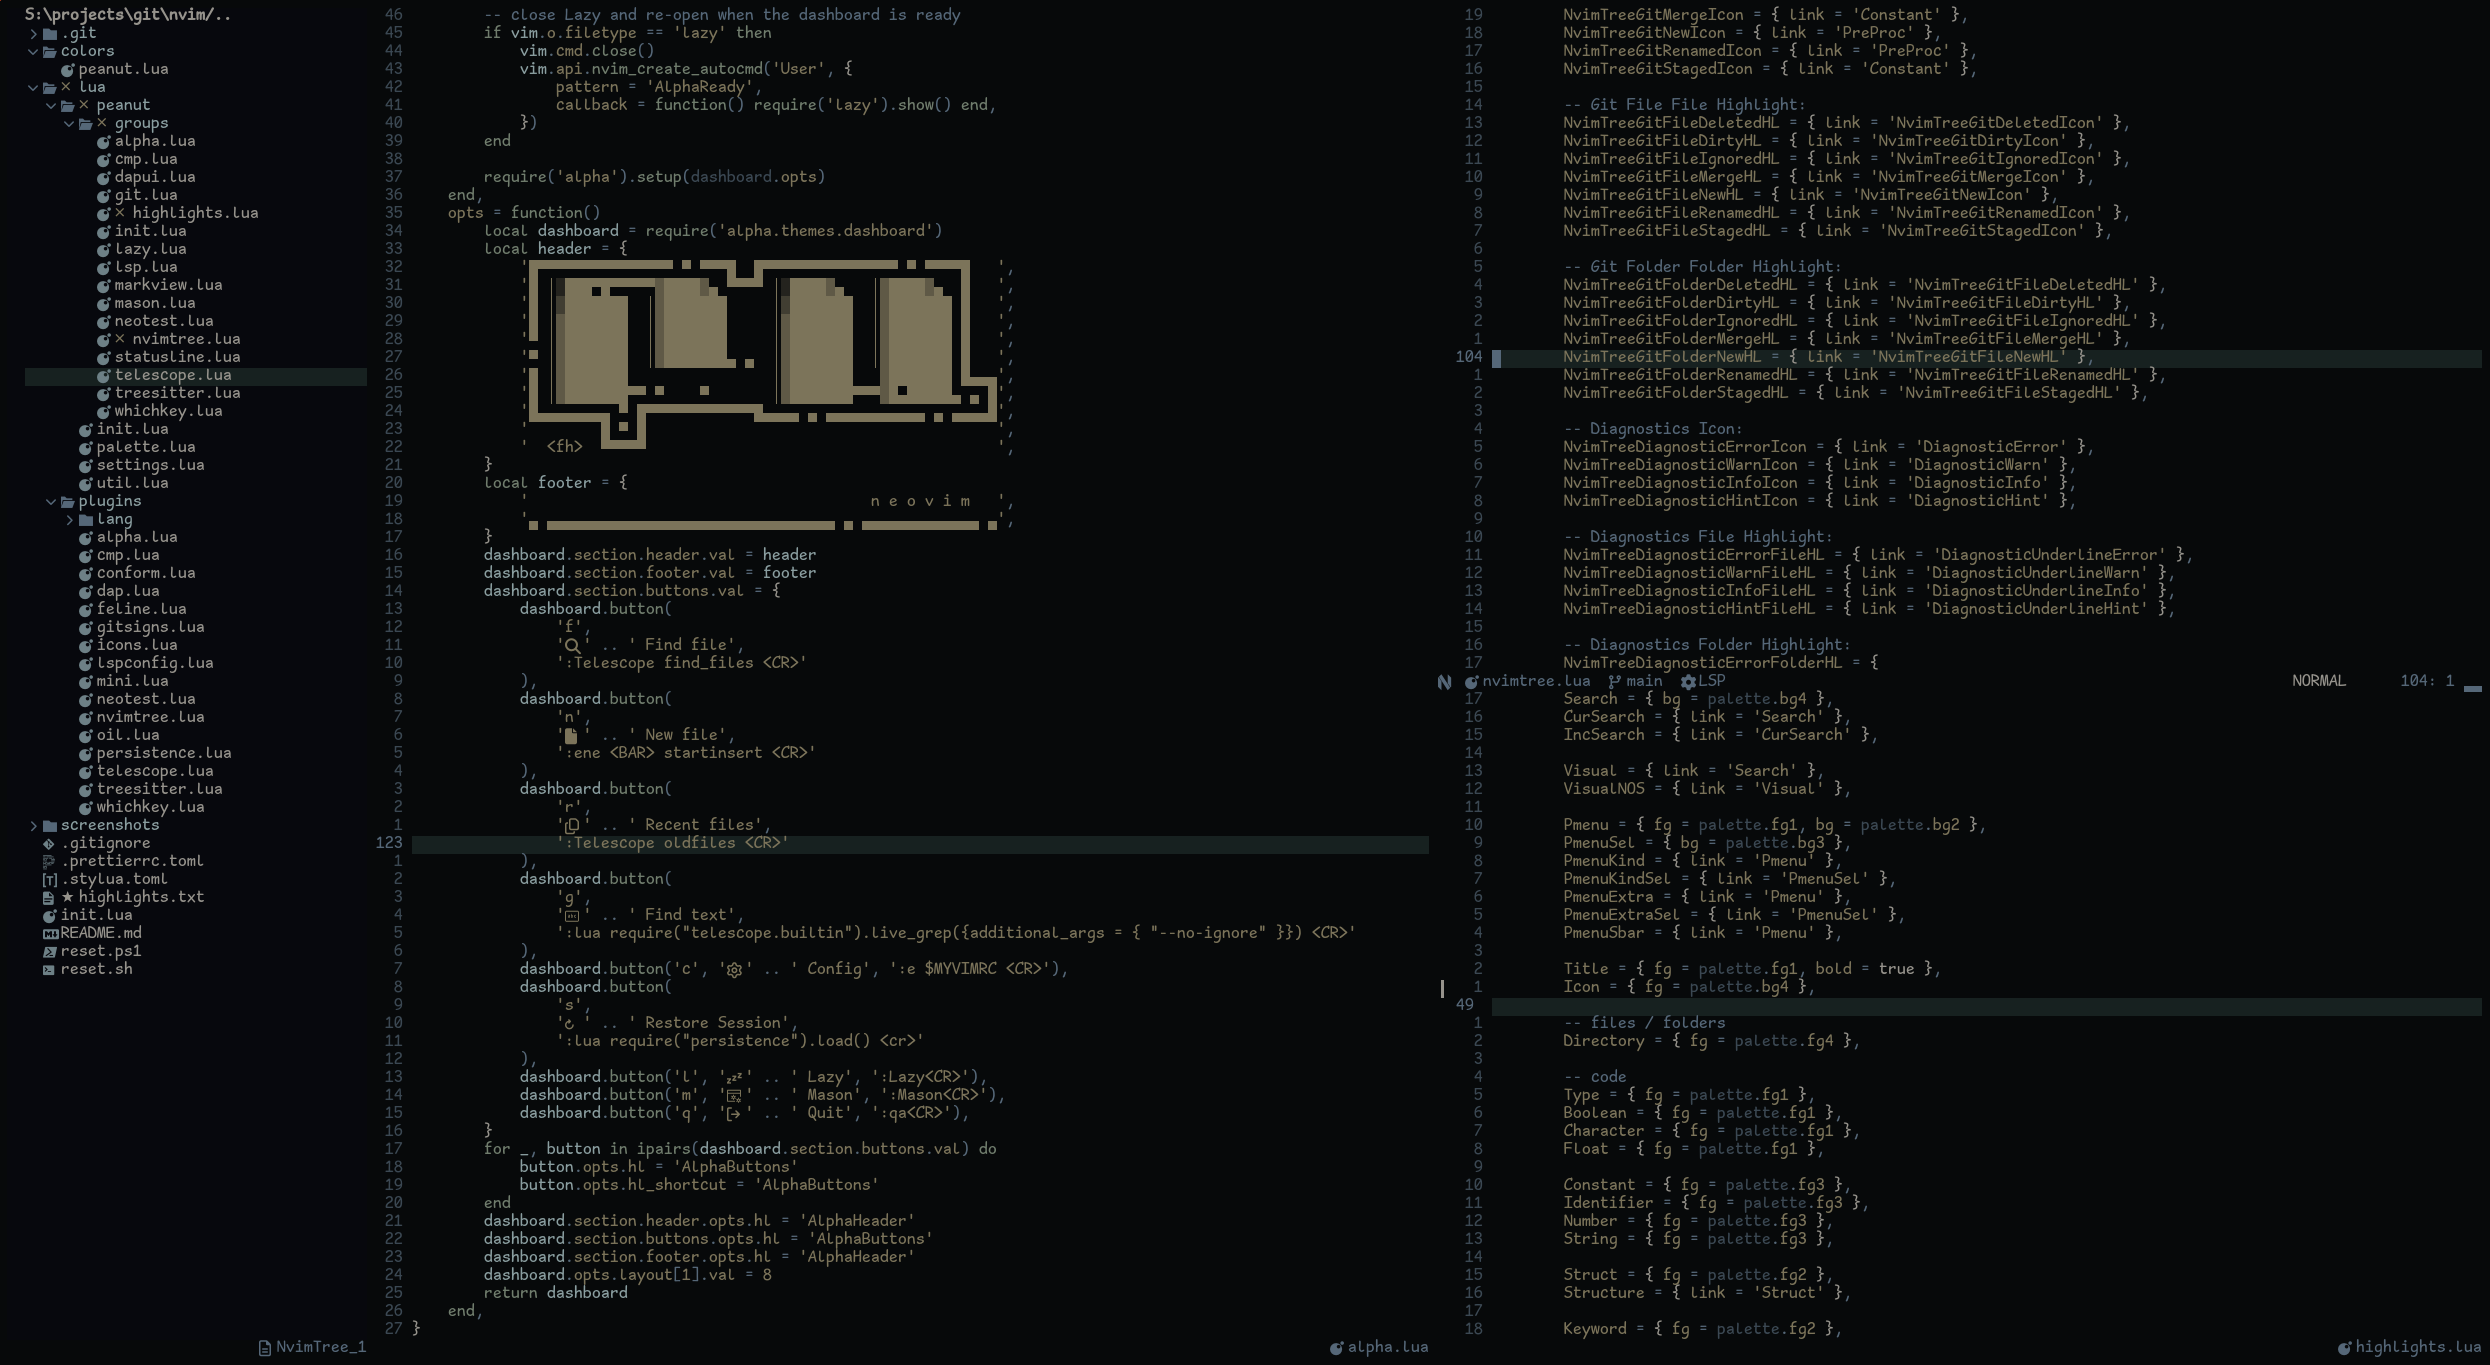 S:\projects\git\nvim/..
.git
colors
peanut.lua
lua
peanut
groups
alpha.lua
cmp.lua
dapui.lua
git.lua
highlights.lua
init.lua
lazy.lua
lsp.lua
markview.lua
mason.lua
neotest.lua
nvimtree.lua
statusline.lua
telescope.lua
treesitter.lua
whichkey.lua
init.lua
palette.lua
settings.lua
util.lua
plugins
lang
alpha.lua
cmp.lua
conform.lua
dap.lua
feline.lua
gitsigns.lua
icons.lua
lspconfig.lua
mini.lua
neotest.lua
nvimtree.lua
oil.lua
persistence.lua
telescope.lua
treesitter.lua
whichkey.lua
screenshots
.gitignore
.prettierrc.toml
.stylua.toml
★ highlights.txt
init.lua
README.md
reset.ps1
reset.sh
NvimTree_1
46 -- close Lazy and re-open when the dashboard is ready
45 if vim.o.filetype == 'lazy' then
44 vim.cmd.close()
43 vim.api.nvim_create_autocmd('User', {
42 pattern = 'AlphaReady',
41 callback = function() require('lazy').show() end,
40 })
39 end
38
37 require('alpha').setup(dashboard.opts)
36 end,
35 opts = function()
34 local dashboard = require('alpha.themes.dashboard')
33 local header = {
32 ' ',
31 ' ',
30 ' ',
29 ' ',
28 ' ',
27 ' ',
26 ' ',
25 ' ',
24 ' ',
23 ' ',
22 ' <fh> ',
21 }
20 local footer = {
19 ' n e o v i m ',
18 ' ',
17 }
16 dashboard.section.header.val = header
15 dashboard.section.footer.val = footer
14 dashboard.section.buttons.val = {
13 dashboard.button(
12 'f',
11 ' ' .. ' Find file',
10 ':Telescope find_files <CR>'
9 ),
8 dashboard.button(
7 'n',
6 ' ' .. ' New file',
5 ':ene <BAR> startinsert <CR>'
4 ),
3 dashboard.button(
2 'r',
1 ' ' .. ' Recent files',
123 ':Telescope oldfiles <CR>'
1 ),
2 dashboard.button(
3 'g',
4 ' ' .. ' Find text',
5 ':lua require("telescope.builtin").live_grep({additional_args = { "--no-ignore" }}) <CR>'
6 ),
7 dashboard.button('c', ' ' .. ' Config', ':e $MYVIMRC <CR>'),
8 dashboard.button(
9 's',
10 ' ' .. ' Restore Session',
11 ':lua require("persistence").load() <cr>'
12 ),
13 dashboard.button('l', ' ' .. ' Lazy', ':Lazy<CR>'),
14 dashboard.button('m', ' ' .. ' Mason', ':Mason<CR>'),
15 dashboard.button('q', ' ' .. ' Quit', ':qa<CR>'),
16 }
17 for _, button in ipairs(dashboard.section.buttons.val) do
18 button.opts.hl = 'AlphaButtons'
19 button.opts.hl_shortcut = 'AlphaButtons'
20 end
21 dashboard.section.header.opts.hl = 'AlphaHeader'
22 dashboard.section.buttons.opts.hl = 'AlphaButtons'
23 dashboard.section.footer.opts.hl = 'AlphaHeader'
24 dashboard.opts.layout[1].val = 8
25 return dashboard
26 end,
27 }
alpha.lua
19 NvimTreeGitMergeIcon = { link = 'Constant' },
18 NvimTreeGitNewIcon = { link = 'PreProc' },
17 NvimTreeGitRenamedIcon = { link = 'PreProc' },
16 NvimTreeGitStagedIcon = { link = 'Constant' },
15
14 -- Git File File Highlight:
13 NvimTreeGitFileDeletedHL = { link = 'NvimTreeGitDeletedIcon' },
12 NvimTreeGitFileDirtyHL = { link = 'NvimTreeGitDirtyIcon' },
11 NvimTreeGitFileIgnoredHL = { link = 'NvimTreeGitIgnoredIcon' },
10 NvimTreeGitFileMergeHL = { link = 'NvimTreeGitMergeIcon' },
9 NvimTreeGitFileNewHL = { link = 'NvimTreeGitNewIcon' },
8 NvimTreeGitFileRenamedHL = { link = 'NvimTreeGitRenamedIcon' },
7 NvimTreeGitFileStagedHL = { link = 'NvimTreeGitStagedIcon' },
6
5 -- Git Folder Folder Highlight:
4 NvimTreeGitFolderDeletedHL = { link = 'NvimTreeGitFileDeletedHL' },
3 NvimTreeGitFolderDirtyHL = { link = 'NvimTreeGitFileDirtyHL' },
2 NvimTreeGitFolderIgnoredHL = { link = 'NvimTreeGitFileIgnoredHL' },
1 NvimTreeGitFolderMergeHL = { link = 'NvimTreeGitFileMergeHL' },
104 NvimTreeGitFolderNewHL = { link = 'NvimTreeGitFileNewHL' },
1 NvimTreeGitFolderRenamedHL = { link = 'NvimTreeGitFileRenamedHL' },
2 NvimTreeGitFolderStagedHL = { link = 'NvimTreeGitFileStagedHL' },
3
4 -- Diagnostics Icon:
5 NvimTreeDiagnosticErrorIcon = { link = 'DiagnosticError' },
6 NvimTreeDiagnosticWarnIcon = { link = 'DiagnosticWarn' },
7 NvimTreeDiagnosticInfoIcon = { link = 'DiagnosticInfo' },
8 NvimTreeDiagnosticHintIcon = { link = 'DiagnosticHint' },
9
10 -- Diagnostics File Highlight:
11 NvimTreeDiagnosticErrorFileHL = { link = 'DiagnosticUnderlineError' },
12 NvimTreeDiagnosticWarnFileHL = { link = 'DiagnosticUnderlineWarn' },
13 NvimTreeDiagnosticInfoFileHL = { link = 'DiagnosticUnderlineInfo' },
14 NvimTreeDiagnosticHintFileHL = { link = 'DiagnosticUnderlineHint' },
15
16 -- Diagnostics Folder Highlight:
17 NvimTreeDiagnosticErrorFolderHL = {
nvimtree.lua main LSP NORMAL 104: 1
17 Search = { bg = palette.bg4 },
16 CurSearch = { link = 'Search' },
15 IncSearch = { link = 'CurSearch' },
14
13 Visual = { link = 'Search' },
12 VisualNOS = { link = 'Visual' },
11
10 Pmenu = { fg = palette.fg1, bg = palette.bg2 },
9 PmenuSel = { bg = palette.bg3 },
8 PmenuKind = { link = 'Pmenu' },
7 PmenuKindSel = { link = 'PmenuSel' },
6 PmenuExtra = { link = 'Pmenu' },
5 PmenuExtraSel = { link = 'PmenuSel' },
4 PmenuSbar = { link = 'Pmenu' },
3
2 Title = { fg = palette.fg1, bold = true },
1 Icon = { fg = palette.bg4 },
49
1 -- files / folders
2 Directory = { fg = palette.fg4 },
3
4 -- code
5 Type = { fg = palette.fg1 },
6 Boolean = { fg = palette.fg1 },
7 Character = { fg = palette.fg1 },
8 Float = { fg = palette.fg1 },
9
10 Constant = { fg = palette.fg3 },
11 Identifier = { fg = palette.fg3 },
12 Number = { fg = palette.fg3 },
13 String = { fg = palette.fg3 },
14
15 Struct = { fg = palette.fg2 },
16 Structure = { link = 'Struct' },
17
18 Keyword = { fg = palette.fg2 },
highlights.lua